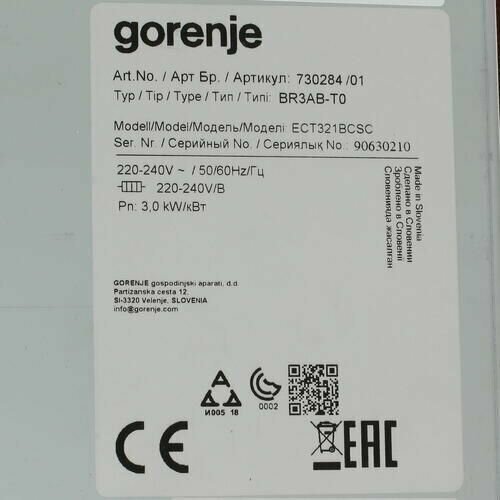 gorenje
Art.No. / Арт Бр. / Артикул: 730284 /01
Typ / Tip / Type / Тип / Типі: BR3AB-T0
Modell/Model/Модель/Моделі: ECT321BCSC
Ser. Nr. / Серийный No. / Сериялық No.: 90630210
220-240V ~ / 50/60Hz/Гц
220-240V/В
Pn: 3,0 kW/кВт
Made in Slovenia
Сделано в Словении
Зроблено в Словенії
Словенияда жасалған
GORENJE gospodinjski aparati, d.d.
Partizanska cesta 12,
SI-3320 Velenje, SLOVENIA
info@gorenje.com
И005 18
0002
CE
EAC